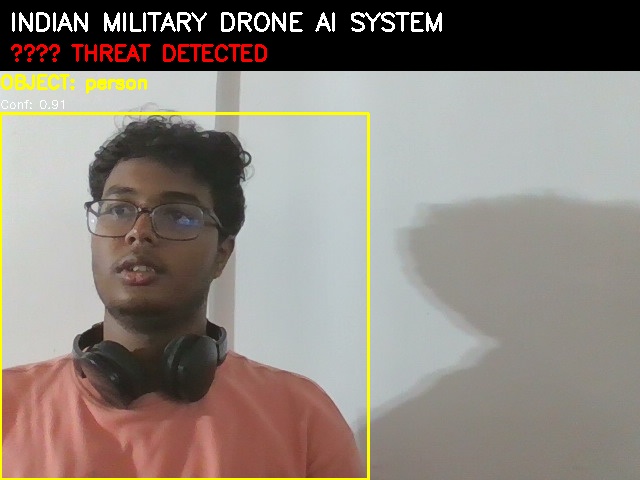 INDIAN MILITARY DRONE AI SYSTEM
???? THREAT DETECTED
OBJECT: person
Conf: 0.91